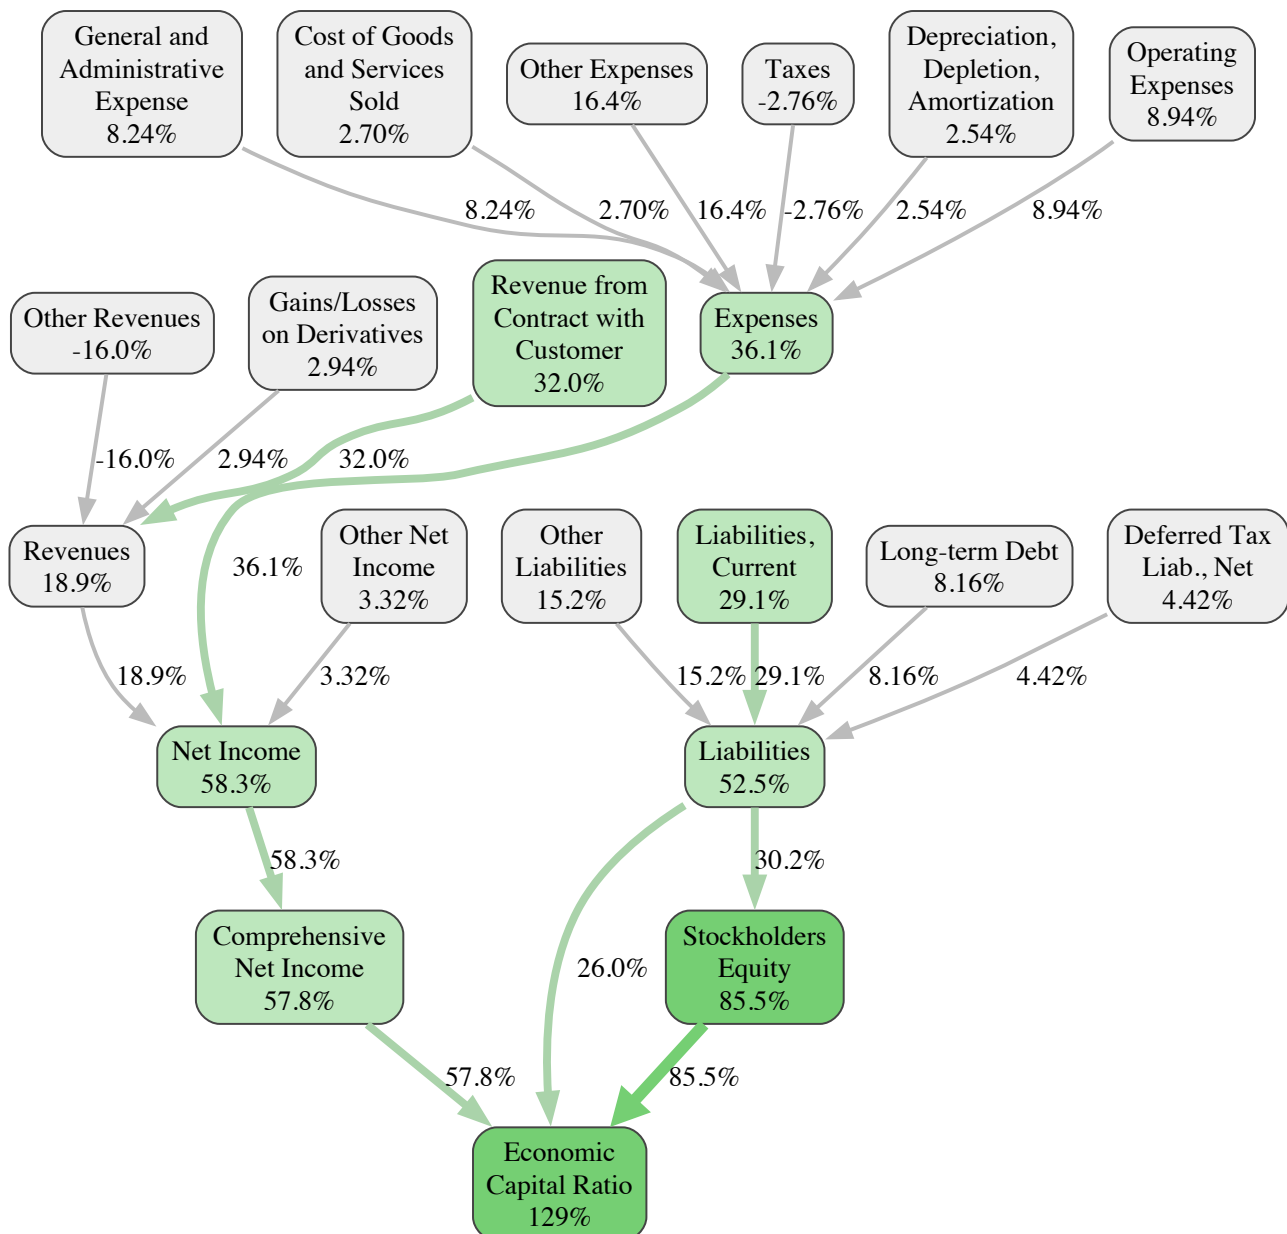 General and
Administrative
Expense
8.24%
Cost of Goods
and Services
Sold
2.70%
Other Expenses
16.4%
Taxes
-2.76%
Depreciation,
Depletion,
Amortization
2.54%
Operating
Expenses
8.94%
8.24%
2.70%
16.4%
-2.76%
2.54%
8.94%
Other Revenues
-16.0%
Gains/Losses
on Derivatives
2.94%
Revenue from
Contract with
Customer
32.0%
Expenses
36.1%
-16.0%
2.94%
32.0%
Revenues
18.9%
36.1%
Other Net
Income
3.32%
Other
Liabilities
15.2%
Liabilities,
Current
29.1%
Long-term Debt
8.16%
Deferred Tax
Liab., Net
4.42%
18.9%
3.32%
15.2%
29.1%
8.16%
4.42%
Net Income
58.3%
Liabilities
52.5%
58.3%
30.2%
Comprehensive
Net Income
57.8%
26.0%
Stockholders
Equity
85.5%
57.8%
85.5%
Economic
Capital Ratio
129%